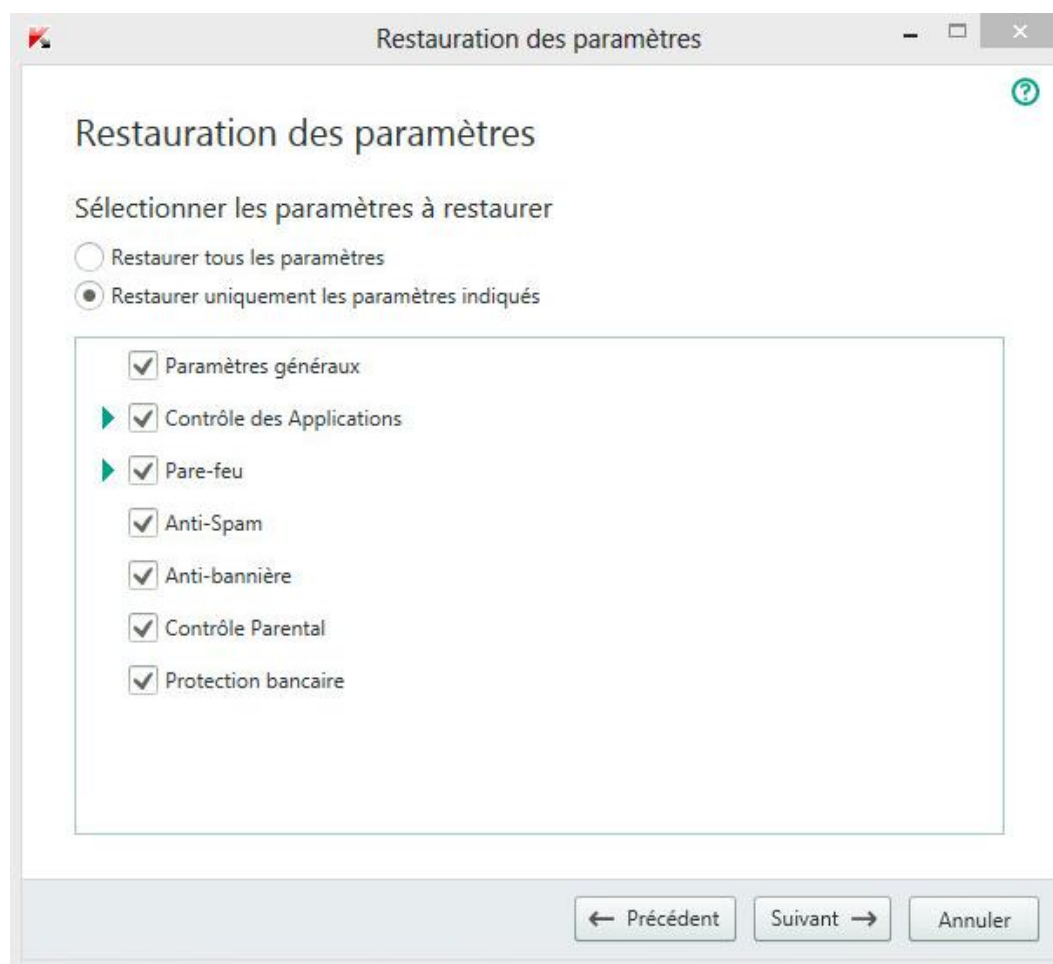 Restauration des paramètres
Restauration des paramètres
Sélectionner les paramètres à restaurer
Restaurer tous les paramètres
Restaurer uniquement les paramètres indiqués
Paramètres généraux
Contrôle des Applications
Pare-feu
Anti-Spam
Anti-bannière
Contrôle Parental
Protection bancaire
← Précédent Suivant → Annuler